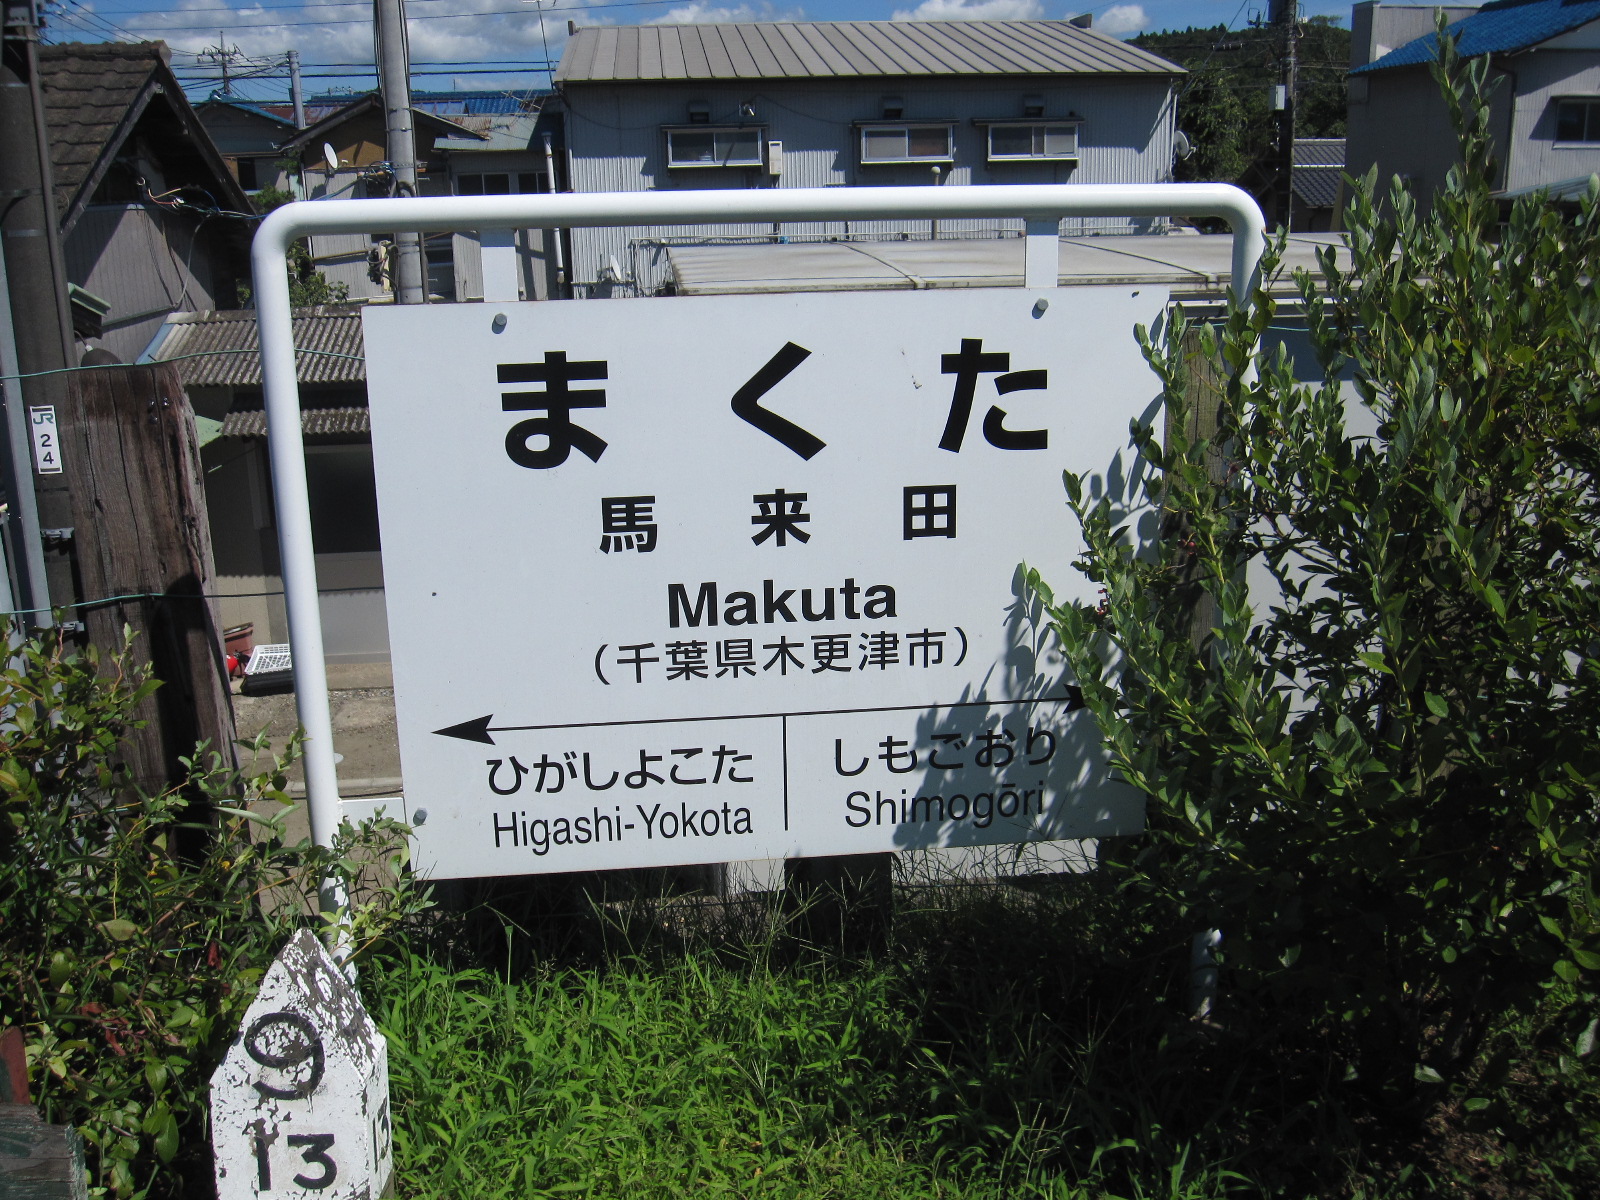 まくた
馬来田
Makuta
(千葉県木更津市)
ひがしよこた
Higashi-Yokota
しもごおり
Shimogōri
JR
24
9
13